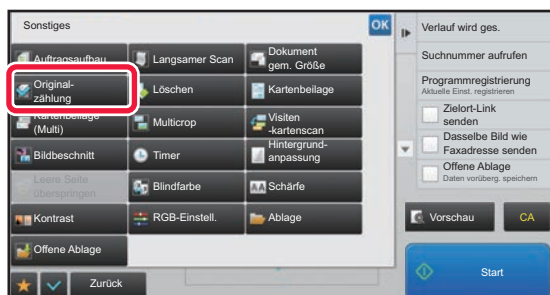 Sonstiges
OK
Auftragsaufbau
Langsamer Scan
Dokument
gem. Größe
Original-
zählung
Löschen
Kartenbeilage
Kartenbeilage
(Multi)
Multicrop
Visiten
-kartenscan
Bildbeschnitt
Timer
Hintergrund-
anpassung
Leere Seite
überspringen
Blindfarbe
Schärfe
Kontrast
RGB-Einstell.
Ablage
Offene Ablage
Zurück
Verlauf wird ges.
Suchnummer aufrufen
Programmregistrierung
Aktuelle Einst. registrieren
Zielort-Link
senden
Dasselbe Bild wie
Faxadresse senden
Offene Ablage
Daten vorüberg. speichern
Vorschau
CA
Start